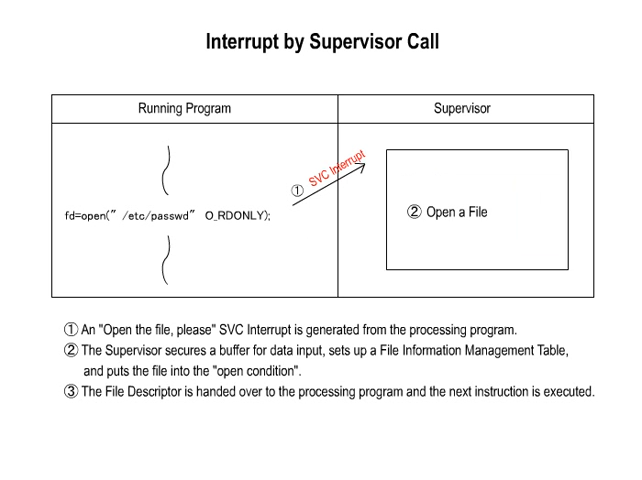 Interrupt by Supervisor Call
Running Program
Supervisor
① SVC Interrupt
fd=open(" /etc/passwd" O_RDONLY);
② Open a File
① An "Open the file, please" SVC Interrupt is generated from the processing program.
② The Supervisor secures a buffer for data input, sets up a File Information Management Table,
and puts the file into the "open condition".
③ The File Descriptor is handed over to the processing program and the next instruction is executed.